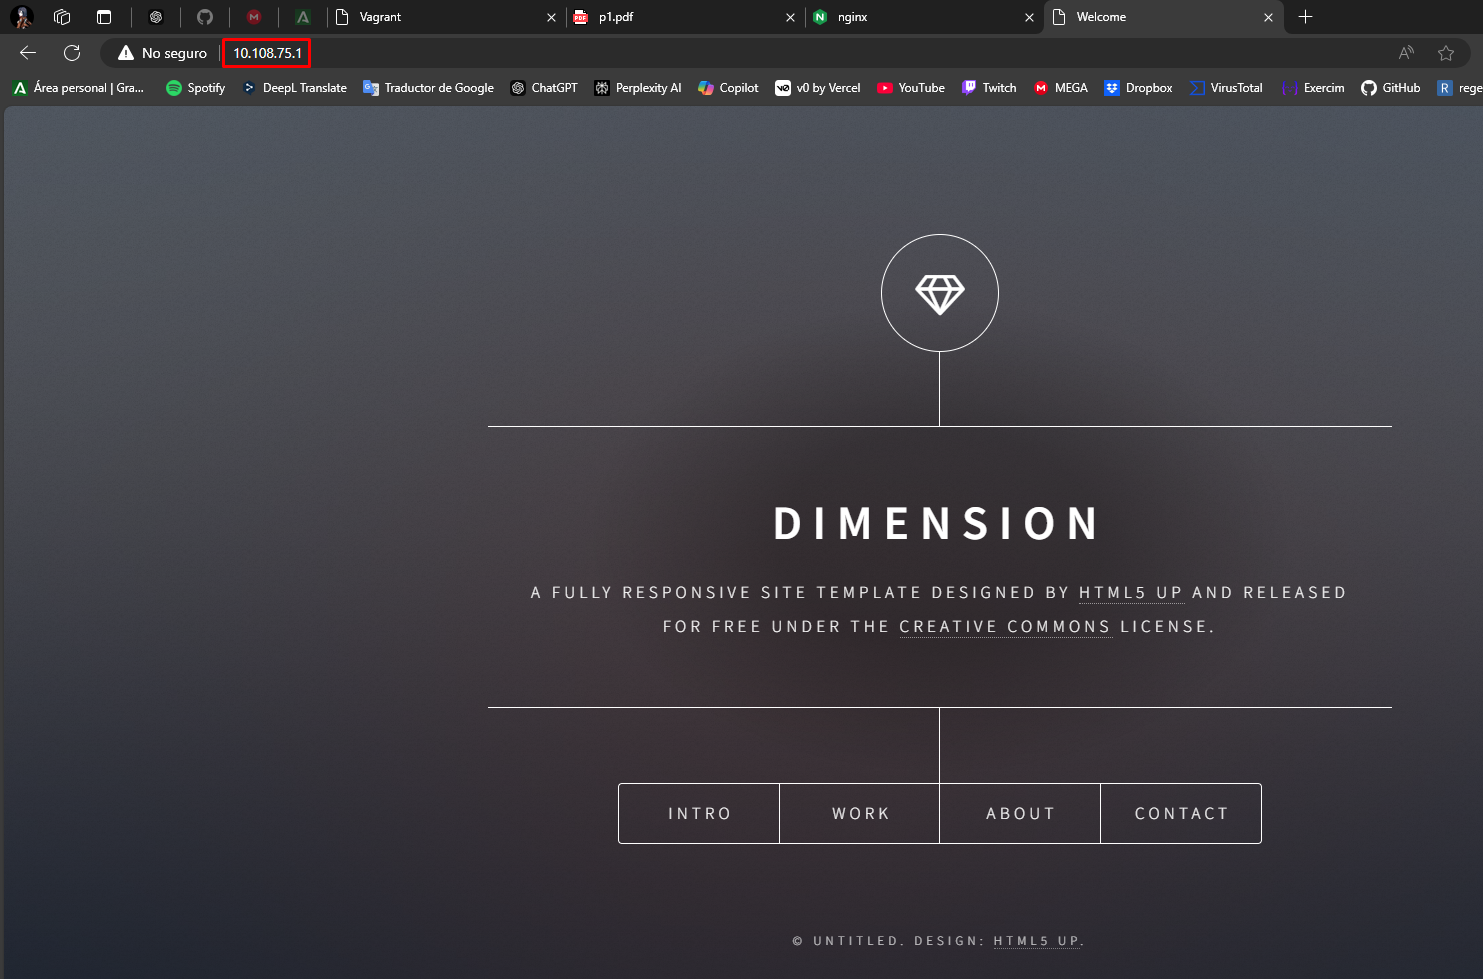 Vagrant
p1.pdf
nginx
Welcome
No seguro
10.108.75.1
Área personal | Gra...
Spotify
DeepL Translate
Traductor de Google
ChatGPT
Perplexity AI
Copilot
v0 by Vercel
YouTube
Twitch
MEGA
Dropbox
VirusTotal
Exercim
GitHub
rege
DIMENSION
A FULLY RESPONSIVE SITE TEMPLATE DESIGNED BY HTML5 UP AND RELEASED
FOR FREE UNDER THE CREATIVE COMMONS LICENSE.
INTRO
WORK
ABOUT
CONTACT
© UNTITLED. DESIGN: HTML5 UP.